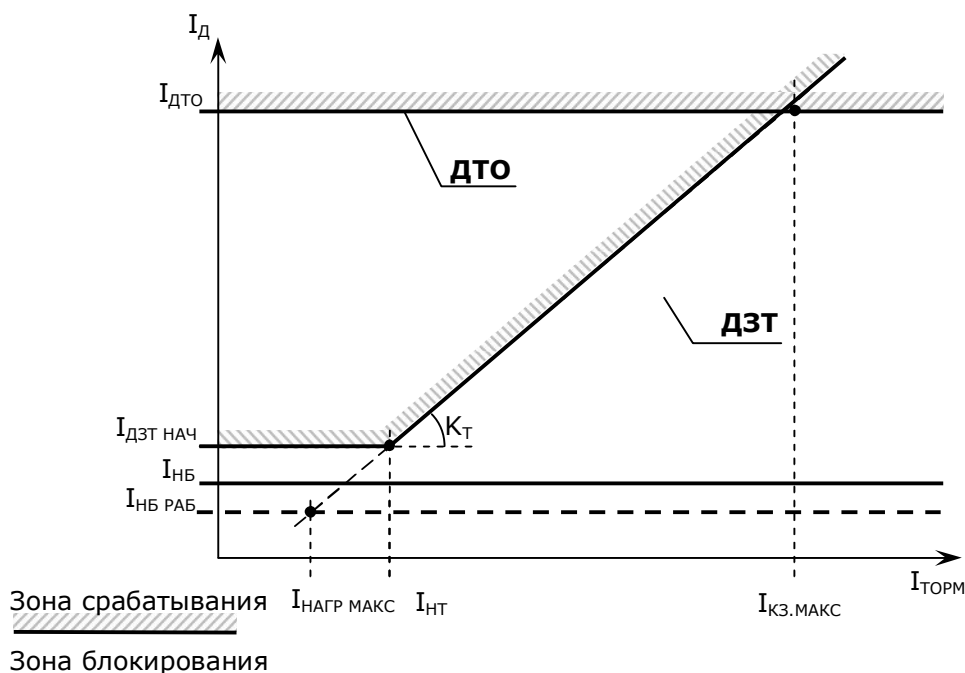 IД
IДТО
ДТО
ДЗТ
IДЗТ НАЧ
KТ
IНБ
IНБ РАБ
IТОРМ
IНАГР МАКС
IНТ
IКЗ.МАКС
Зона срабатывания
Зона блокирования